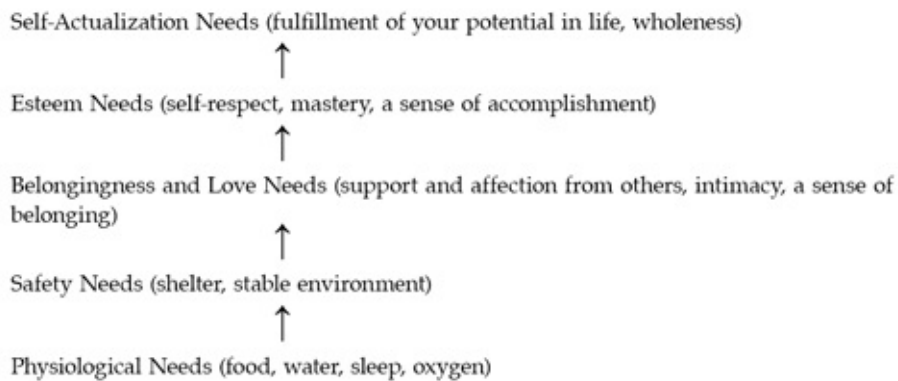 Self-Actualization Needs (fulfillment of your potential in life, wholeness)
Esteem Needs (self-respect, mastery, a sense of accomplishment)
Belongingness and Love Needs (support and affection from others, intimacy, a sense of
belonging)
Safety Needs (shelter, stable environment)
Physiological Needs (food, water, sleep, oxygen)